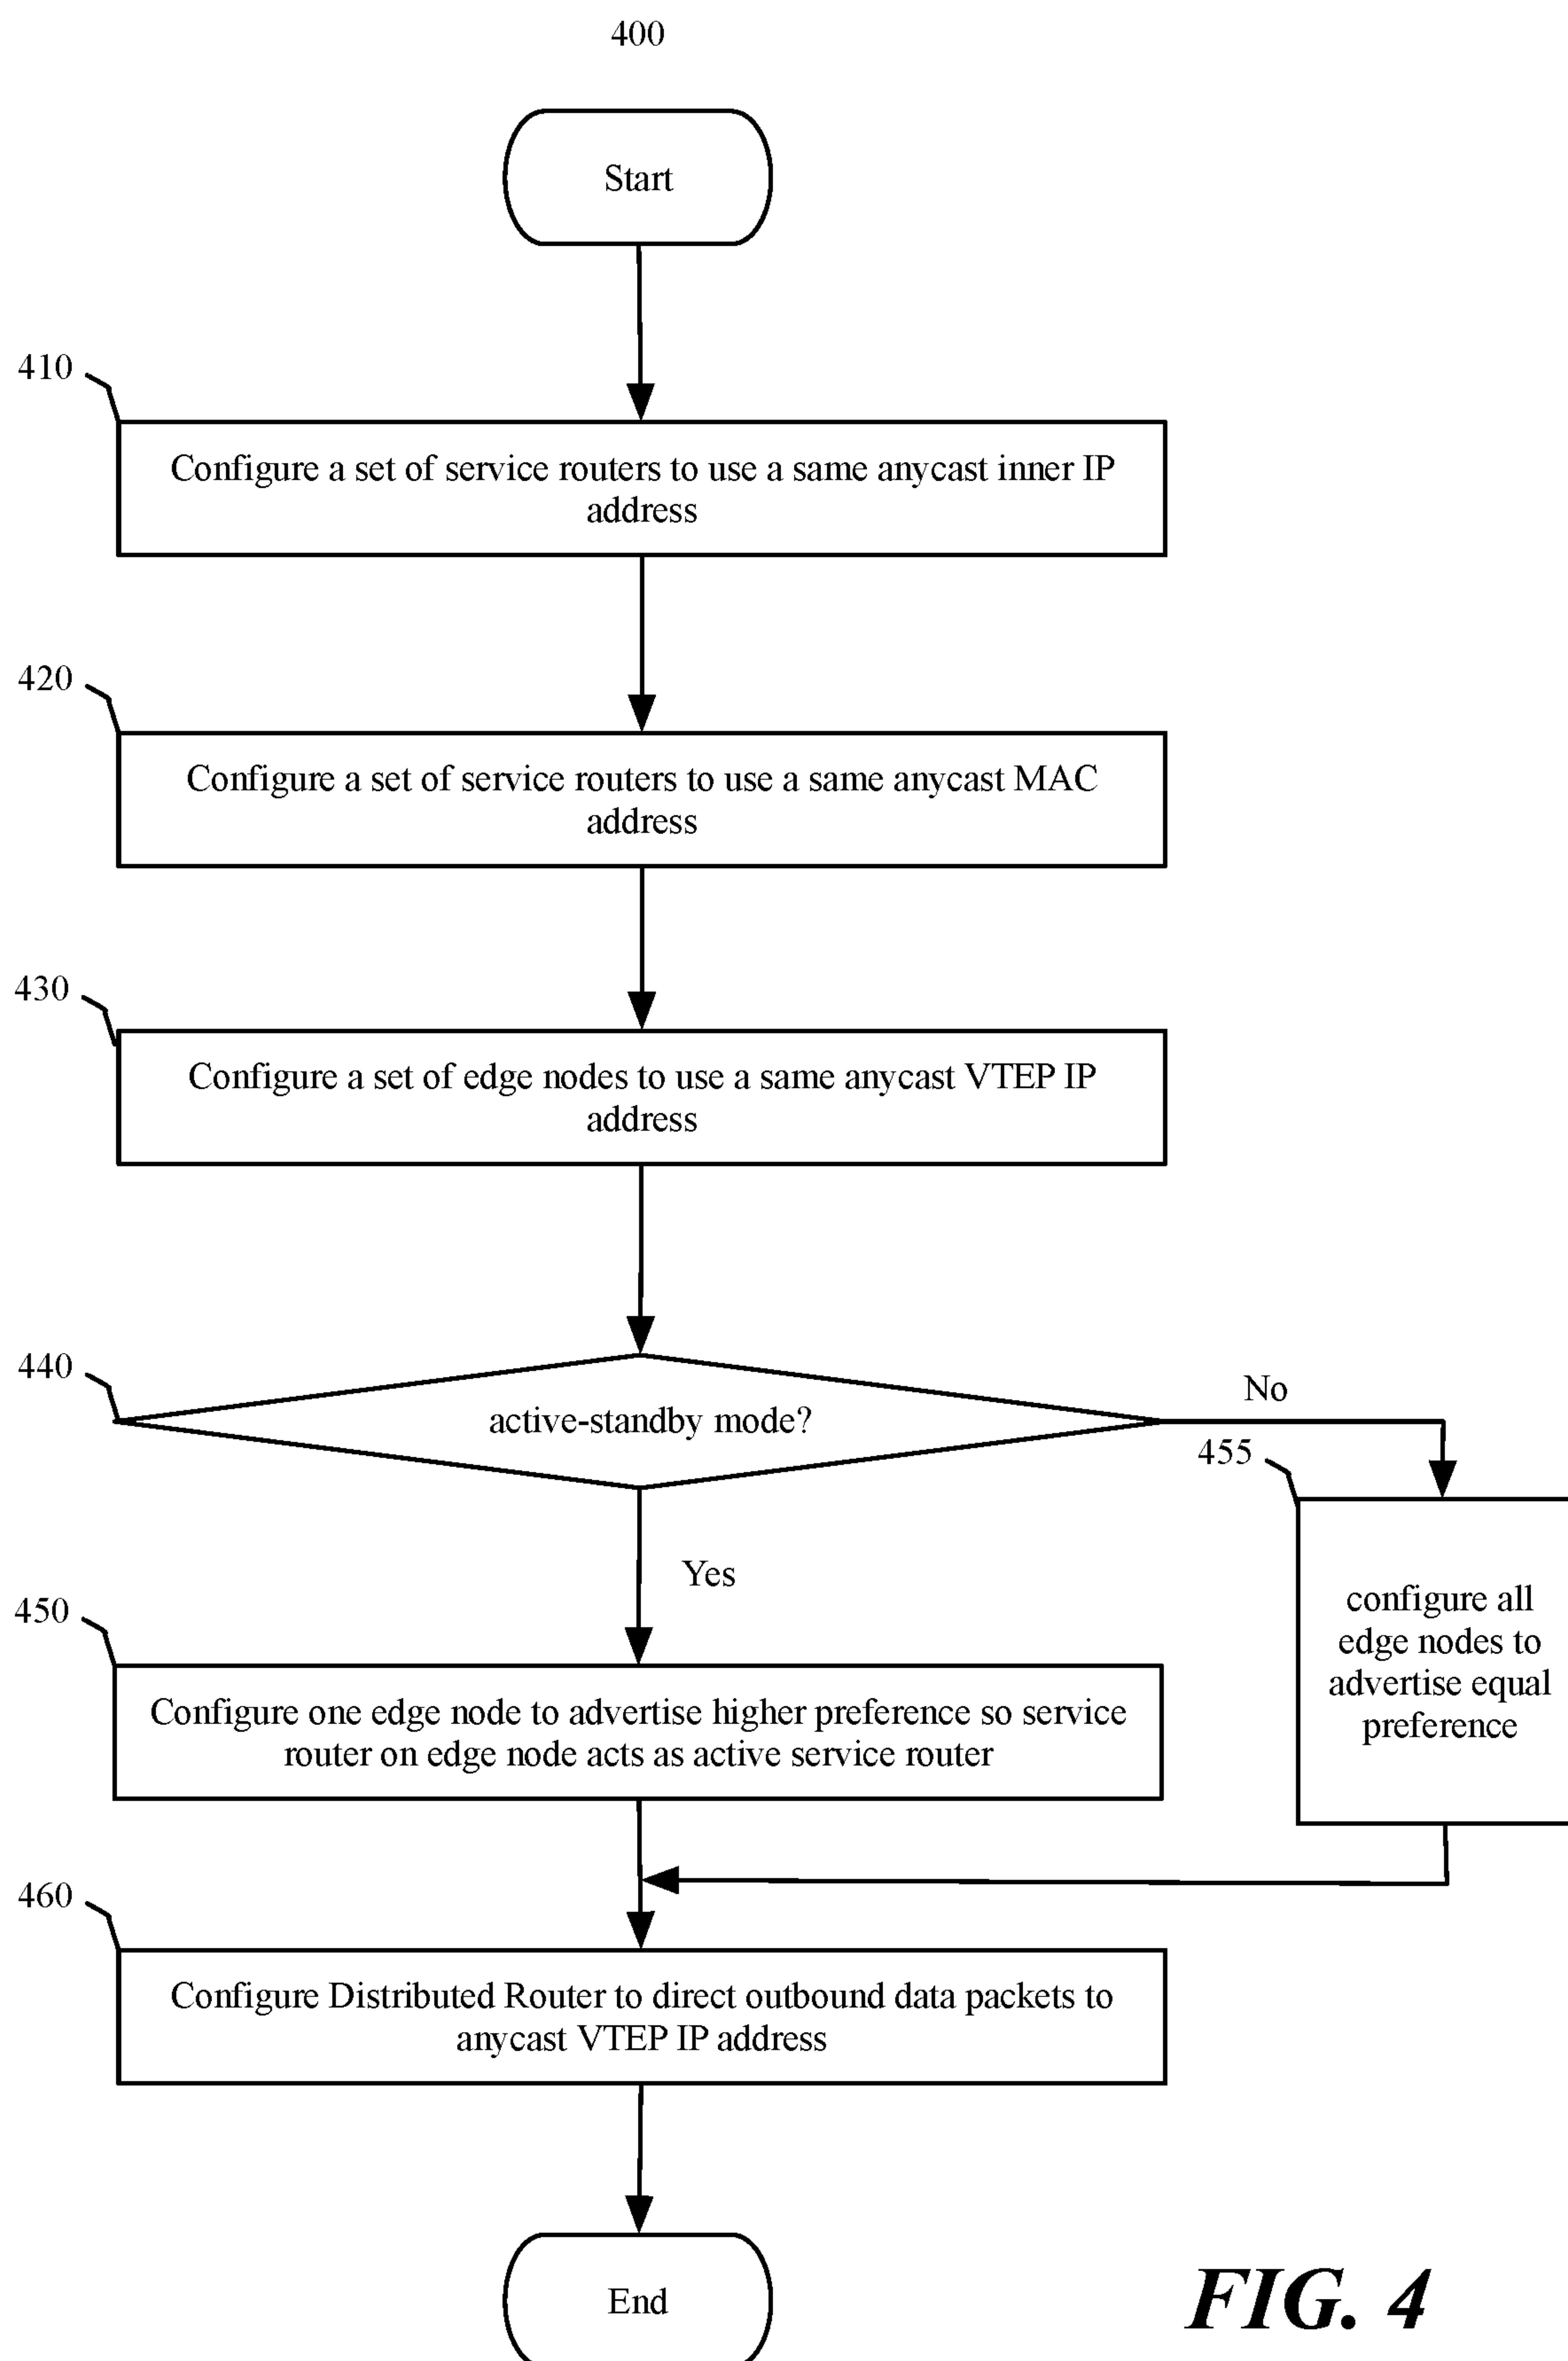 400
Start
410
Configure a set of service routers to use a same anycast inner IP
address
420
Configure a set of service routers to use a same anycast MAC
address
430
Configure a set of edge nodes to use a same anycast VTEP IP
address
440
active-standby mode?
No
455
Yes
configure all
edge nodes to
advertise equal
preference
450
Configure one edge node to advertise higher preference so service
router on edge node acts as active service router
460
Configure Distributed Router to direct outbound data packets to
anycast VTEP IP address
End
FIG. 4